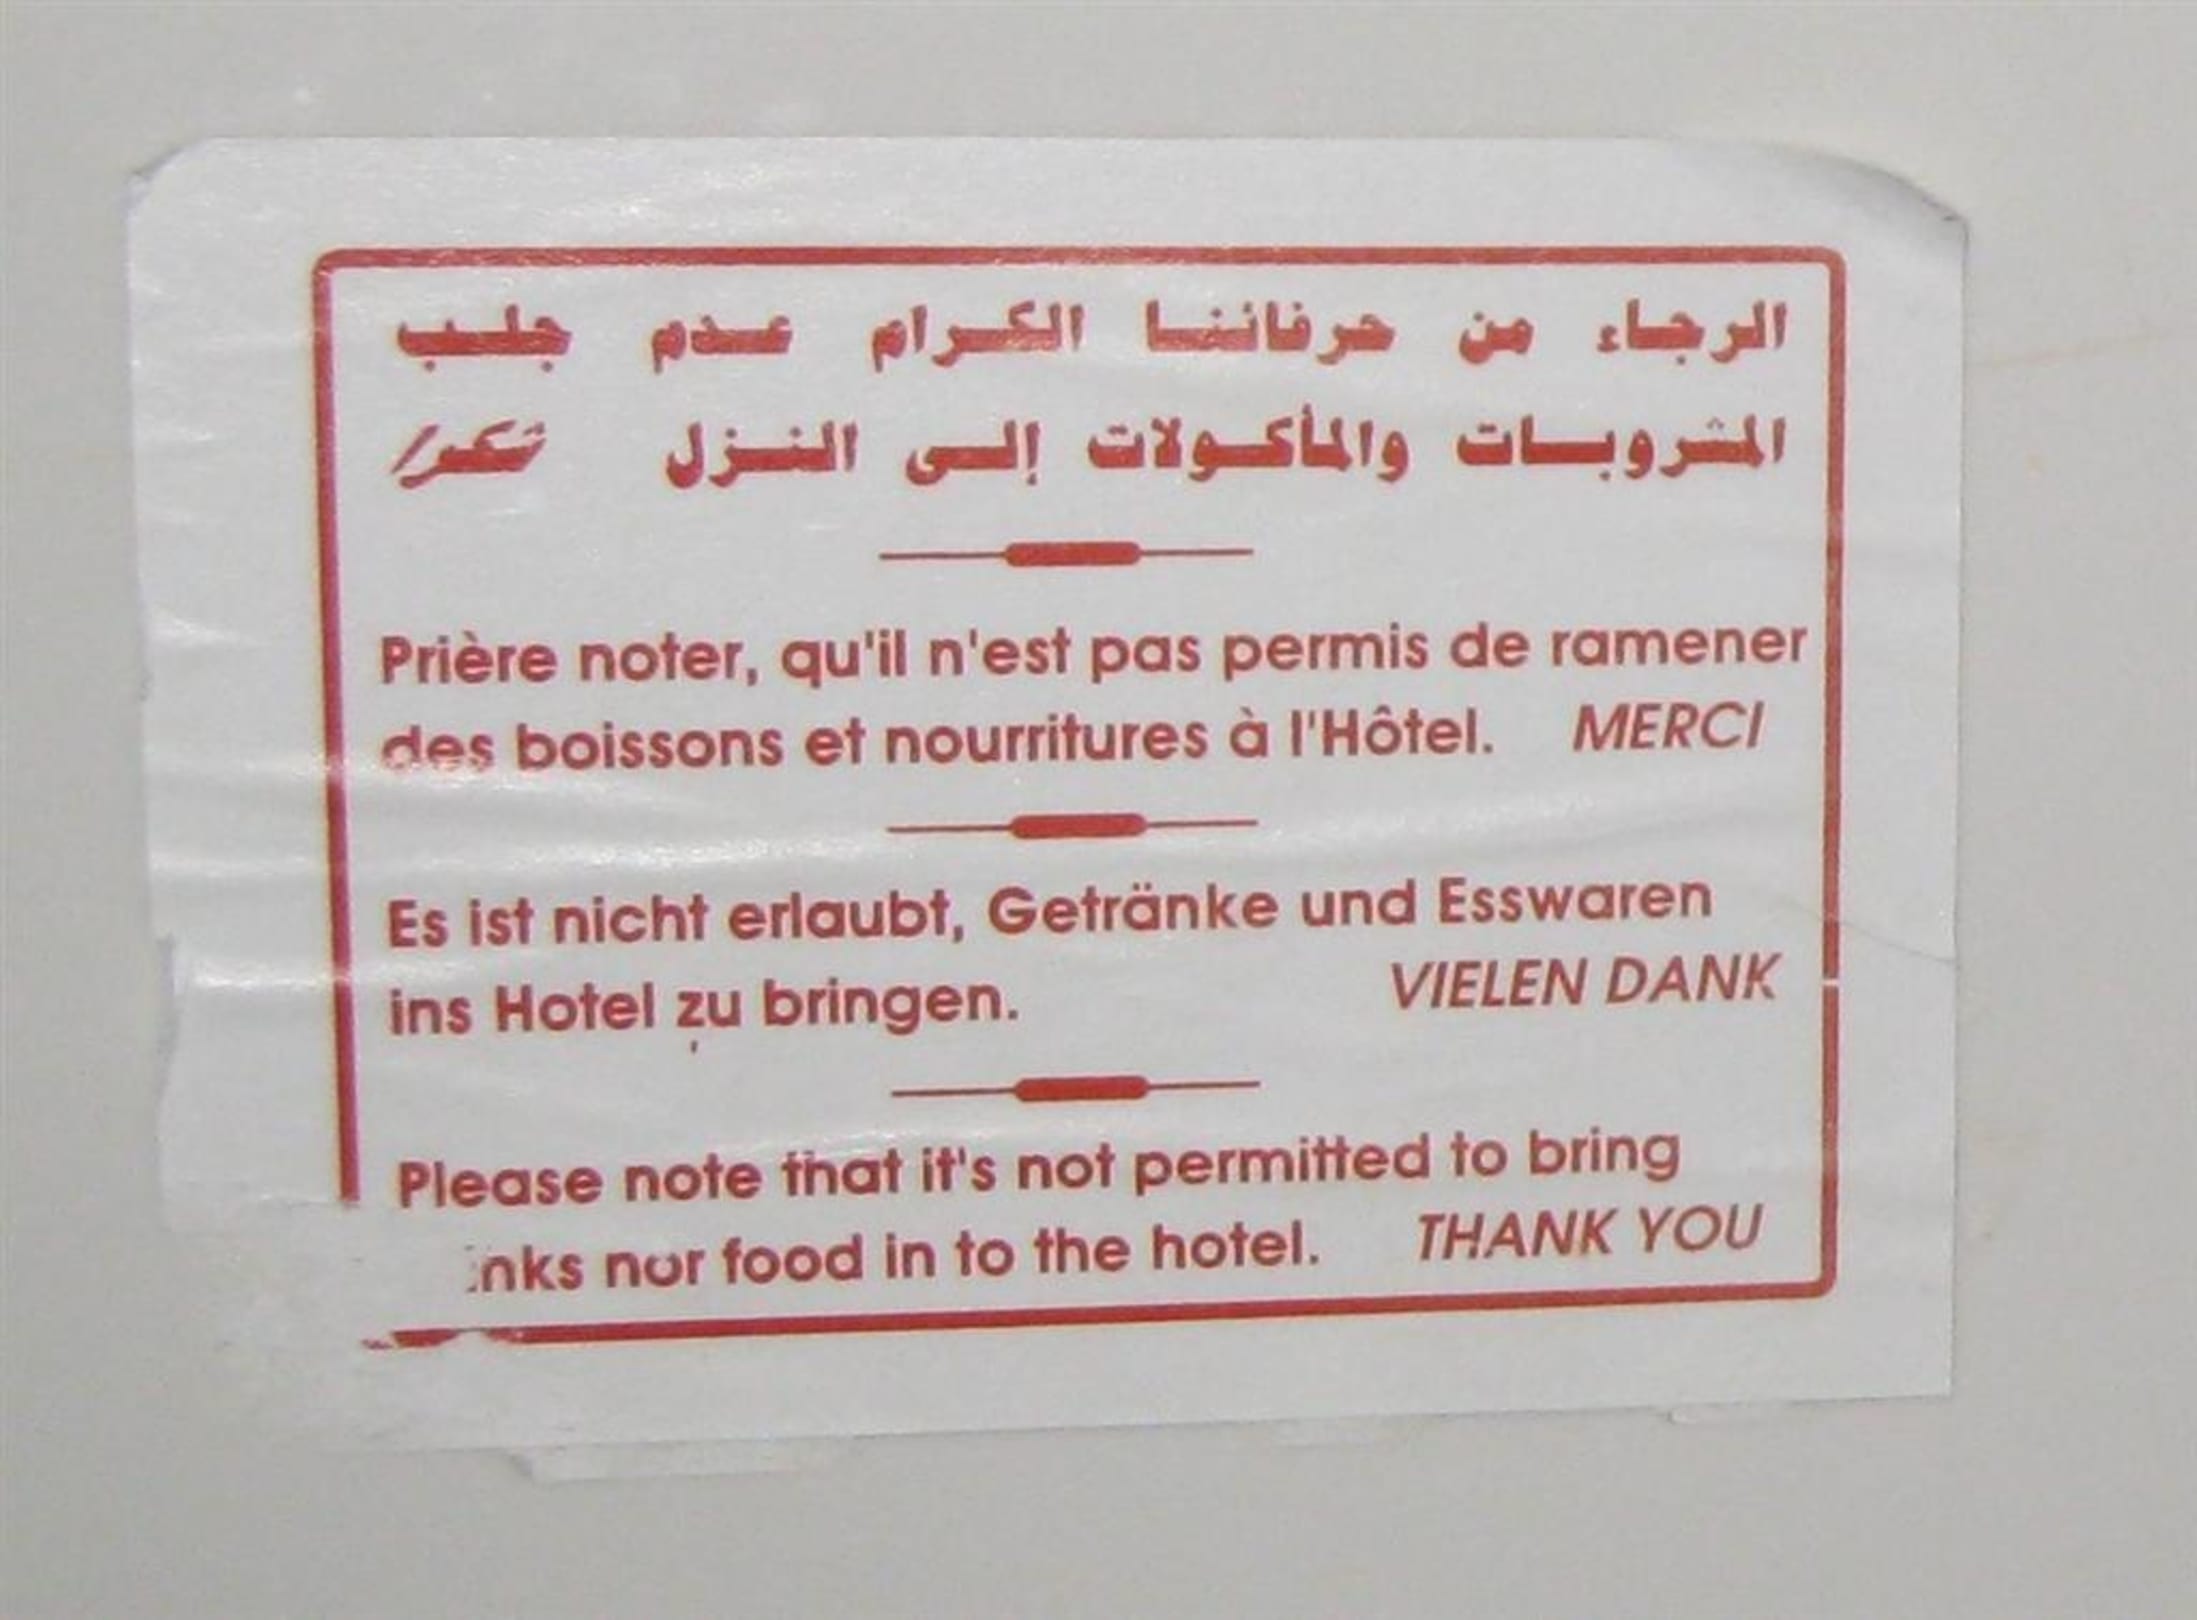 الرجاء من حرفائنا الكرام عدم جلب
المشروبات والمأكولات إلى النزل شكرا
Prière noter, qu'il n'est pas permis de ramener
des boissons et nourritures à l'Hôtel. MERCI
Es ist nicht erlaubt, Getränke und Esswaren
ins Hotel zu bringen. VIELEN DANK
Please note that it's not permitted to bring
nor food in to the hotel. THANK YOU